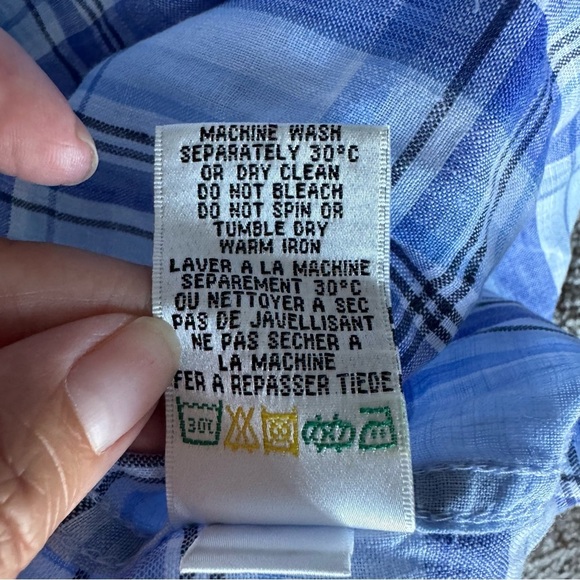 MACHINE WASH
SEPARATELY 30°C
OR DRY CLEAN
DO NOT BLEACH
DO NOT SPIN OR
TUMBLE DRY
WARM IRON
LAVER A LA MACHINE
SEPAREMENT 30°C
OU NETTOYER A SEC
PAS DE JAVELLISANT
NE PAS SECHER A
LA MACHINE
FER A REPASSER TIEDE
30C